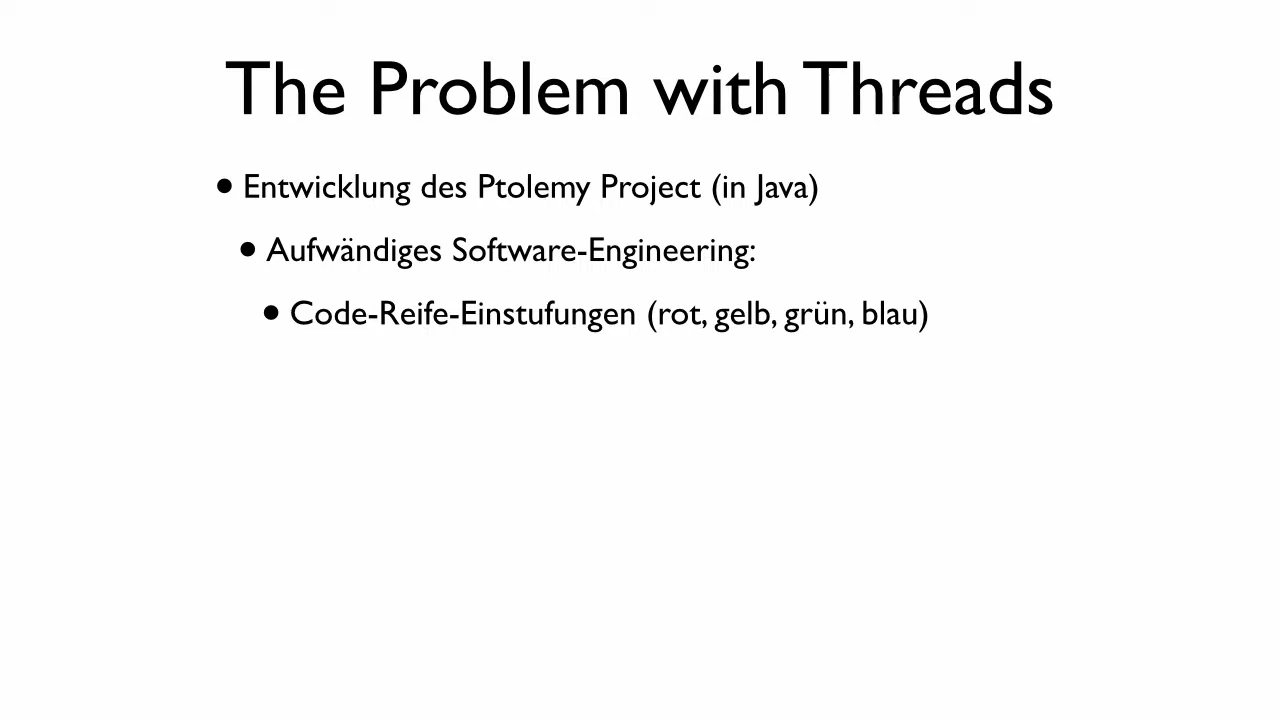 The Problem with Threads
• Entwicklung des Ptolemy Project (in Java)
• Aufwändiges Software-Engineering:
• Code-Reife-Einstufungen (rot, gelb, grün, blau)